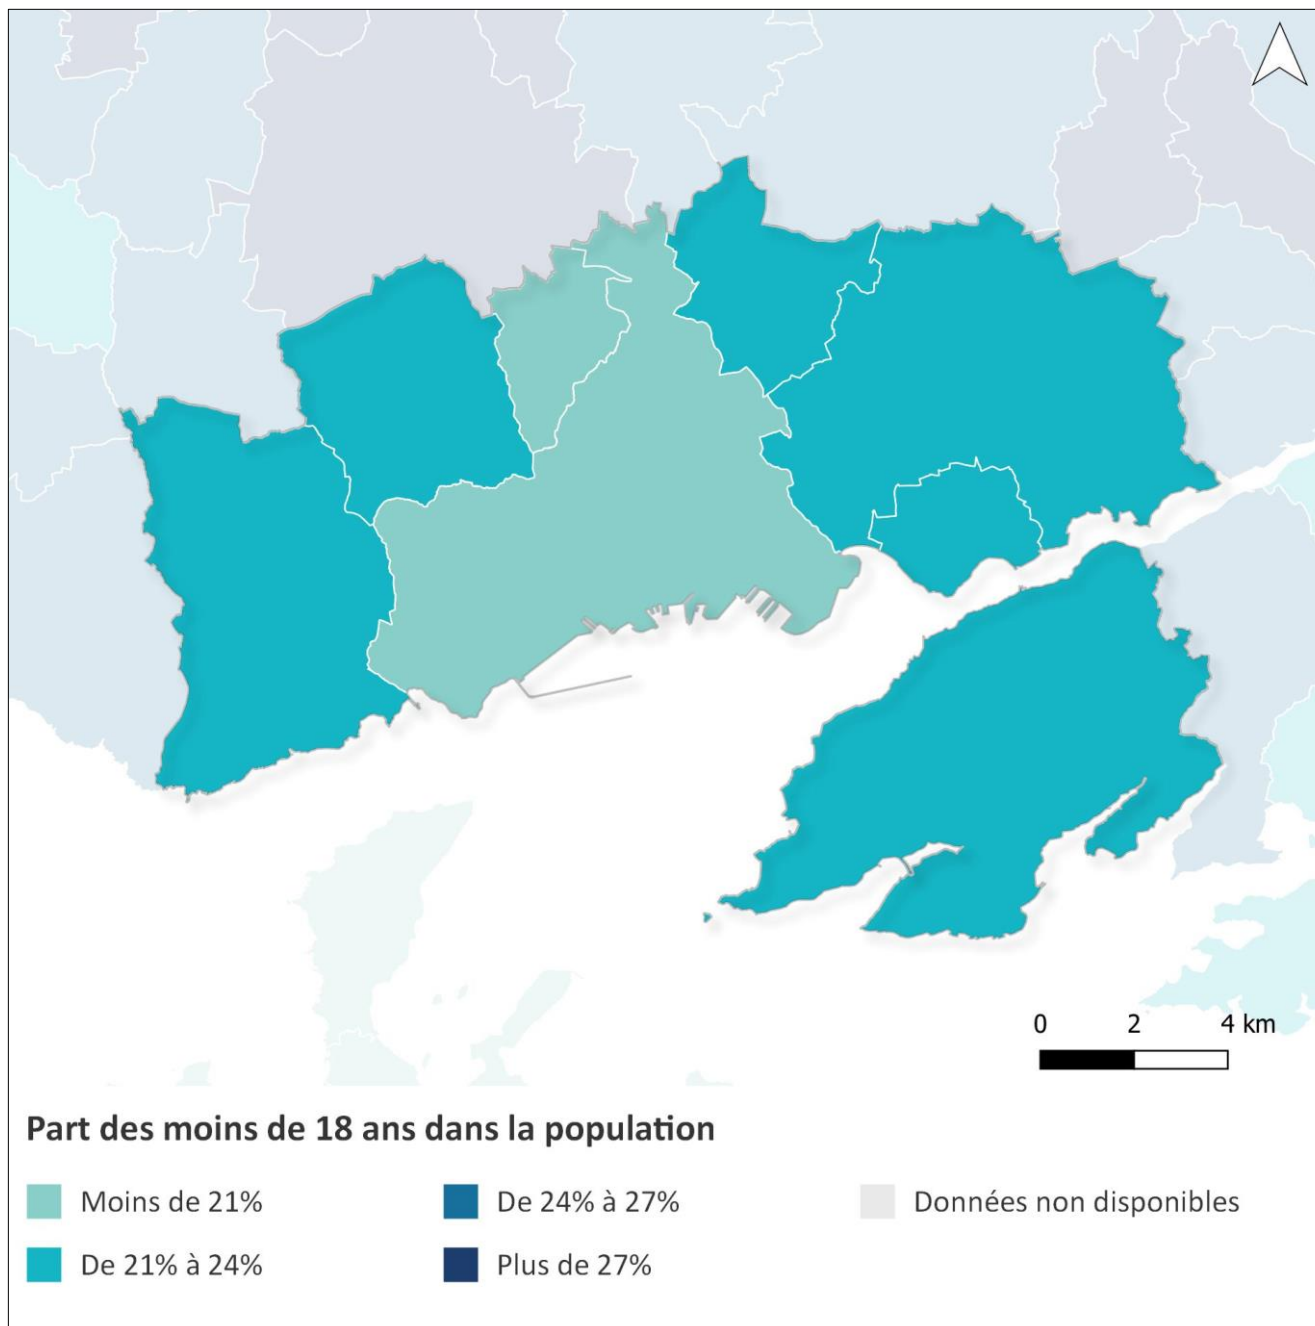 0 2 4 km
Part des moins de 18 ans dans la population
Moins de 21% De 24% à 27% Données non disponibles
De 21% à 24% Plus de 27%